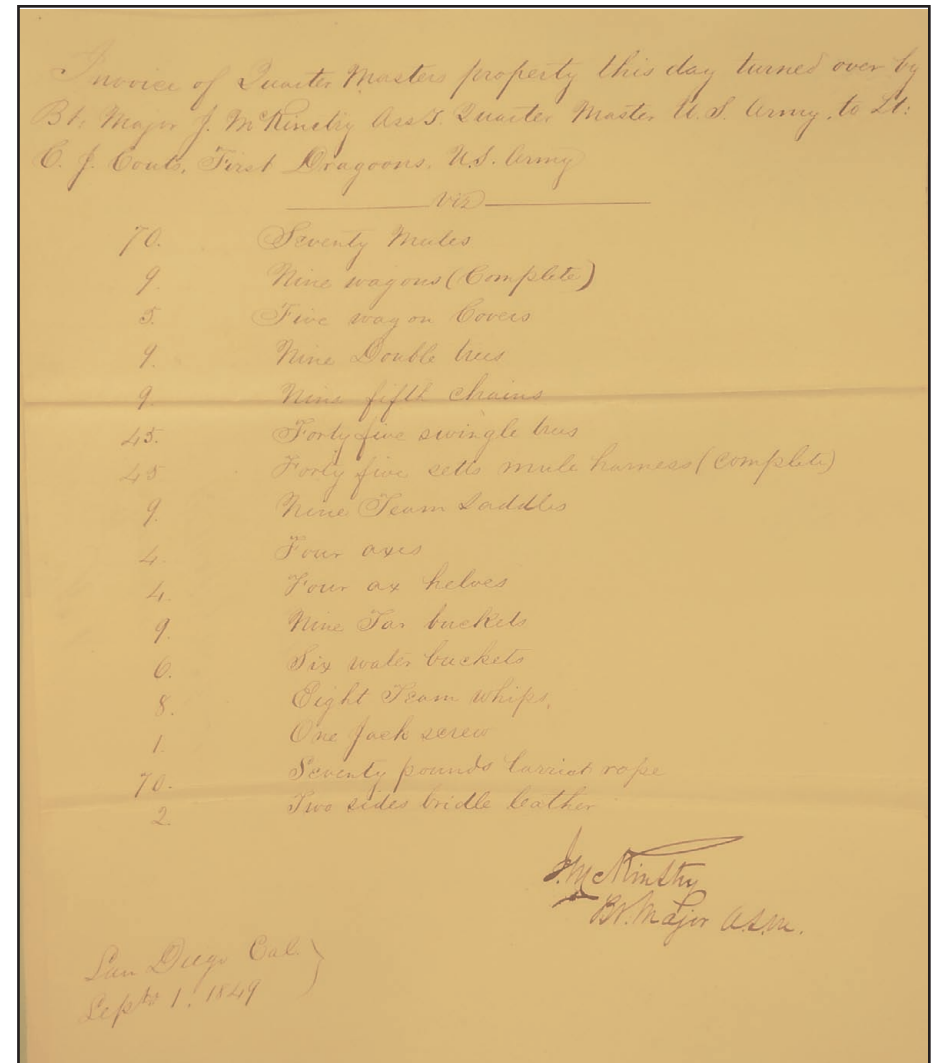 Invoice of Quarter Masters property this day turned over by
Bt. Major J. McKinstry Asst. Quarter Master U.S. Army, to Lt:
C. J. Couts, First Dragoons, U.S. Army
viz
70. Seventy Mules
9. Nine wagons (Complete)
5. Five wagon Covers
9. Nine Double trees
9. Nine fifth chains
45. Forty five swingle trees
45 Forty five setts mule harness (complete)
9. Nine Team Saddles
4. Four axes
4. Four ax helves
9. Nine Tar buckets
6. Six water buckets
8. Eight Team whips.
1. One Jack screw
70. Seventy pounds Larriat rope
2. Two sides bridle leather
J. McKinstry
Bt. Major A.Q.M.
San Diego Cal.
Septr 1. 1849